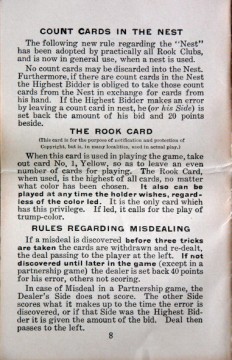 COUNT CARDS IN THE NEST
The following new rule regarding the "Nest"
has been adopted by practically all Rook Clubs,
and is now in general use, when a nest is used.
No count cards may be discarded into the Nest.
Furthermore, if there are count cards in the Nest
the Highest Bidder is obliged to take those count
cards from the Nest in exchange for cards from
his hand. If the Highest Bidder makes an error
by leaving a count card in nest, he (or his Side) is
set back the amount of his bid and 20 points
beside.
THE ROOK CARD
(This card is for the purpose of notification and protection of
Copyright, but is, in many localities, used in actual play.)
When this card is used in playing the game, take
out card No. 1, Yellow, so as to leave an even
number of cards for playing. The Rook Card,
when used, is the highest of all cards, no matter
what color has been chosen. It also can be
played at any time the holder wishes, regard-
less of the color led. It is the only card which
has this privilege. If led, it calls for the play of
trump-color.
RULES REGARDING MISDEALING
If a misdeal is discovered before three tricks
are taken the cards are withdrawn and re-dealt,
the deal passing to the player at the left. If not
discovered until later in the game (except in a
partnership game) the dealer is set back 40 points
for his error, others not scoring.
In case of Misdeal in a Partnership game, the
Dealer's Side does not score. The other Side
scores what it makes up to the time the error is
discovered, or if that Side was the Highest Bid-
der it is given the amount of the bid. Deal then
passes to the left.
8